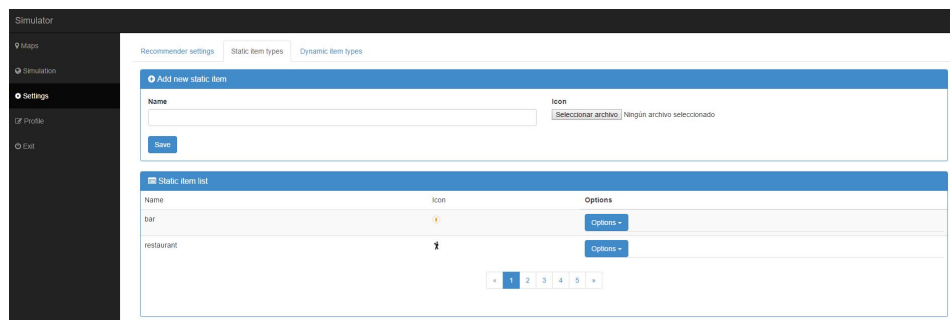 Simulator
Maps
Simulation
Settings
Profile
Exit
Recommender settings Static item types Dynamic item types
Add new static item
Name Icon
Seleccionar archivo Ningún archivo seleccionado
Save
Static item list
Name Icon Options
bar Options
restaurant Options
« 1 2 3 4 5 »